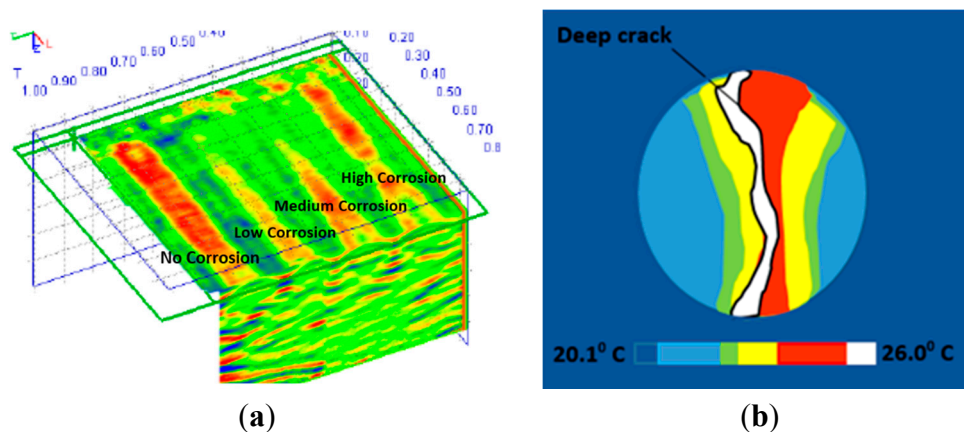 T
L
Z
T
1.00 0.90 0.80 0.70 0.60 0.50 0.40
0.10 0.20
0.20 0.30
0.40
0.50
0.60
0.70
0.8
High Corrosion
Medium Corrosion
Low Corrosion
No Corrosion
(a)
Deep crack
20.1⁰ C 26.0⁰ C
(b)